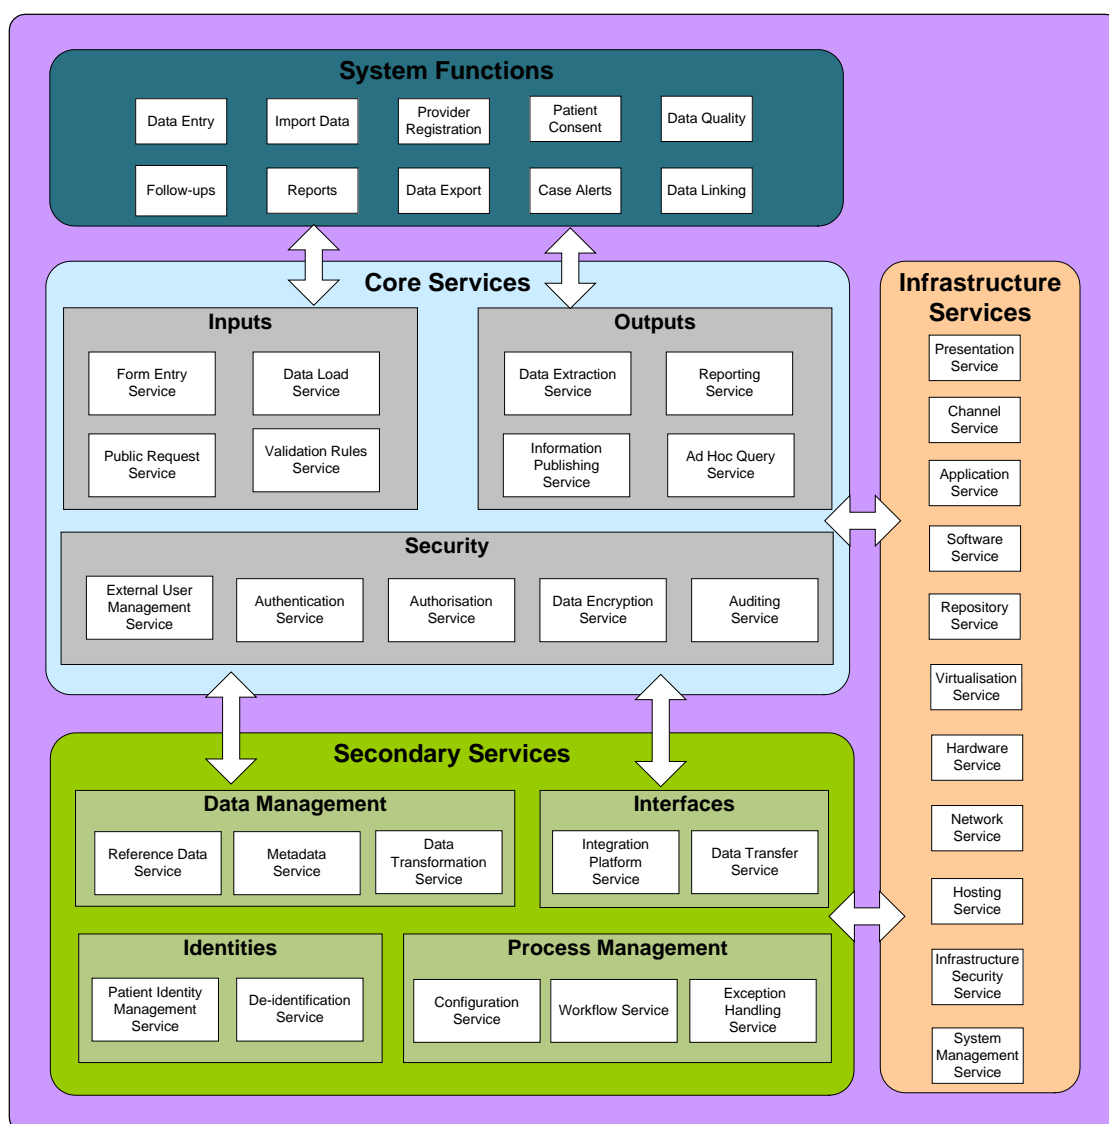 System Functions
Data Entry
Import Data
Provider
Registration
Patient
Consent
Data Quality
Follow-ups
Reports
Data Export
Case Alerts
Data Linking
Core Services
Inputs
Form Entry
Service
Data Load
Service
Public Request
Service
Validation Rules
Service
Outputs
Data Extraction
Service
Reporting
Service
Information
Publishing
Service
Ad Hoc Query
Service
Security
External User
Management
Service
Authentication
Service
Authorisation
Service
Data Encryption
Service
Auditing
Service
Secondary Services
Data Management
Reference Data
Service
Metadata
Service
Data
Transformation
Service
Interfaces
Integration
Platform
Service
Data Transfer
Service
Identities
Patient Identity
Management
Service
De-identification
Service
Process Management
Configuration
Service
Workflow Service
Exception
Handling
Service
Infrastructure
Services
Presentation
Service
Channel
Service
Application
Service
Software
Service
Repository
Service
Virtualisation
Service
Hardware
Service
Network
Service
Hosting
Service
Infrastructure
Security
Service
System
Management
Service